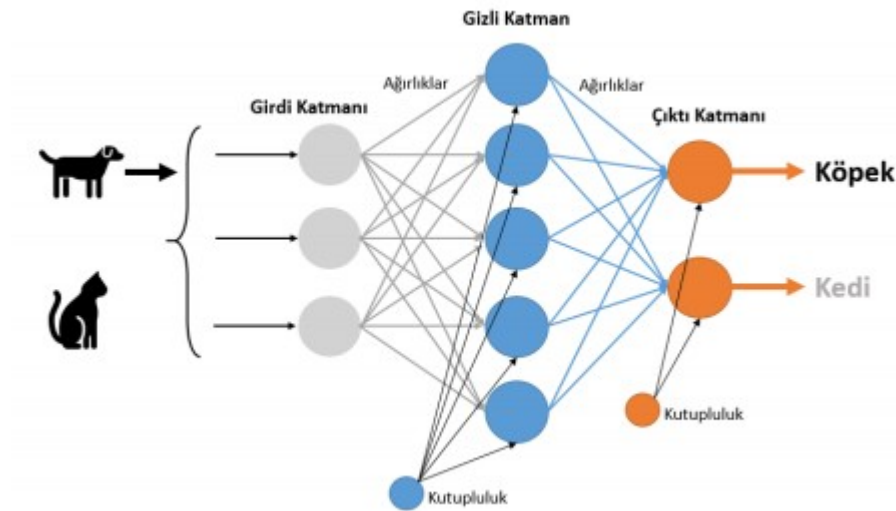 Gizli Katman
Ağırlıklar
Ağırlıklar
Girdi Katmanı
Çıktı Katmanı
Köpek
Kedi
Kutupluluk
Kutupluluk